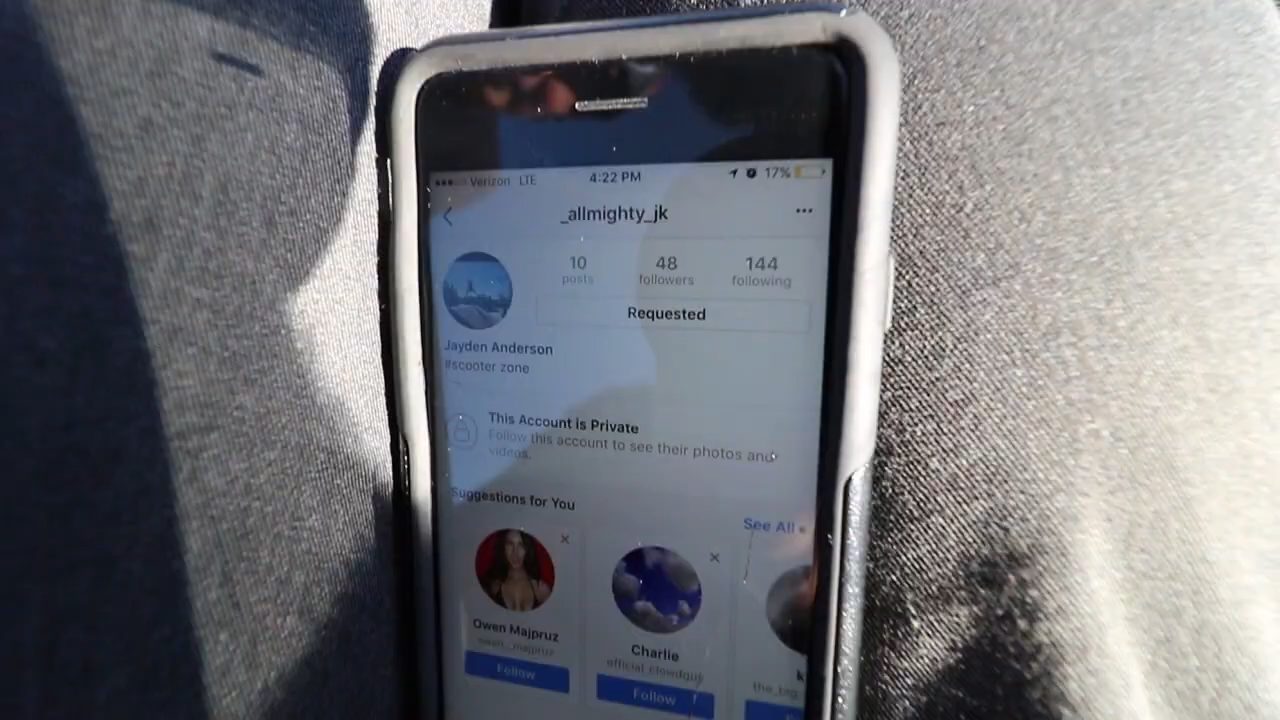 Verizon LTE 4:22 PM 17%
_allmighty_jk
10 48 144
posts followers following
Requested
Jayden Anderson
#scooter zone
This Account is Private
Follow this account to see their photos and
videos.
Suggestions for You
See All
Owen Majpruz
owen__majpruz
Follow
Charlie
Follow
the_big